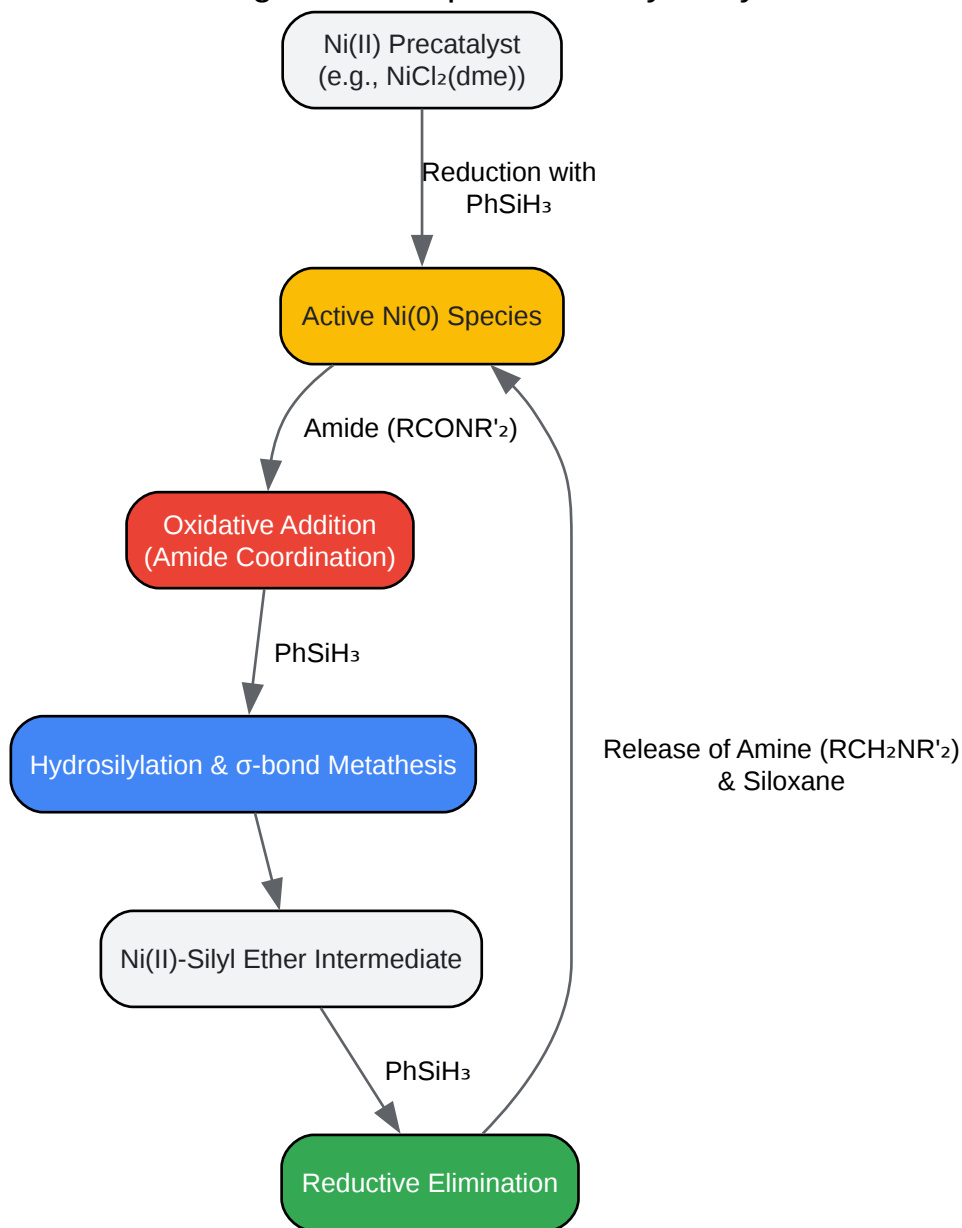 Ni(II) Precatalyst
(e.g., NiCl₂(dme))
Reduction with
PhSiH₃
Active Ni(0) Species
Amide (RCONR'₂)
Oxidative Addition
(Amide Coordination)
PhSiH₃
Hydrosilylation & σ-bond Metathesis
Release of Amine (RCH₂NR'₂)
& Siloxane
Ni(II)-Silyl Ether Intermediate
PhSiH₃
Reductive Elimination